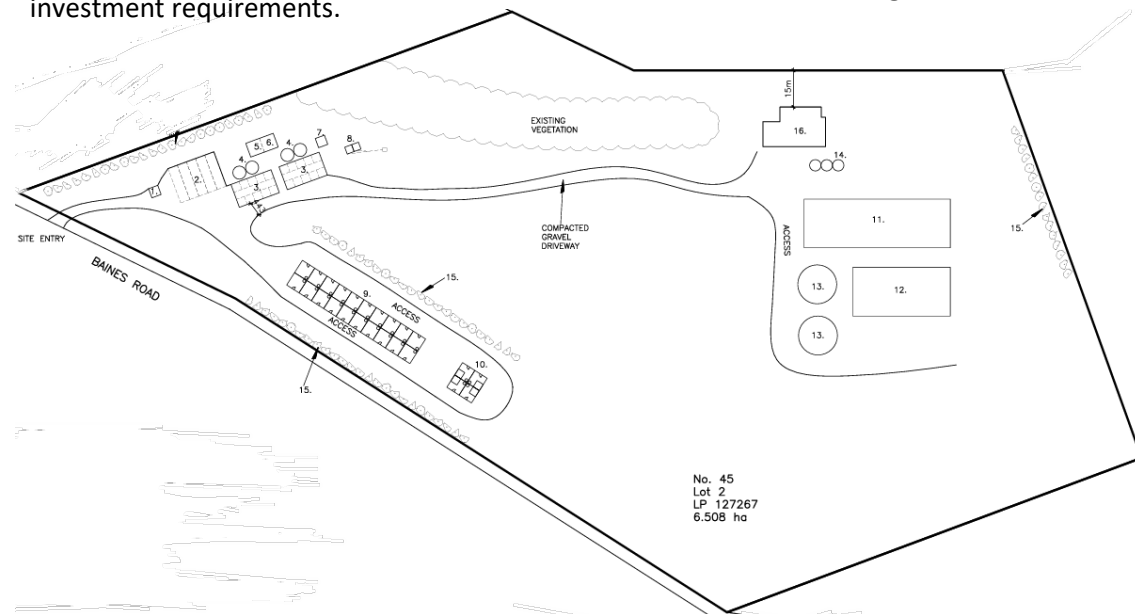 investment requirements.
15m
EXISTING
VEGETATION
16.
7.
4.
5. 6.
4.
8.
14.
2.
3.
3.
11.
ACCESS
15.
SITE ENTRY
COMPACTED
GRAVEL
DRIVEWAY
BAINES ROAD
15.
9.
ACCESS
ACCESS
13.
12.
13.
10.
15.
No. 45
Lot 2
LP 127267
6.508 ha